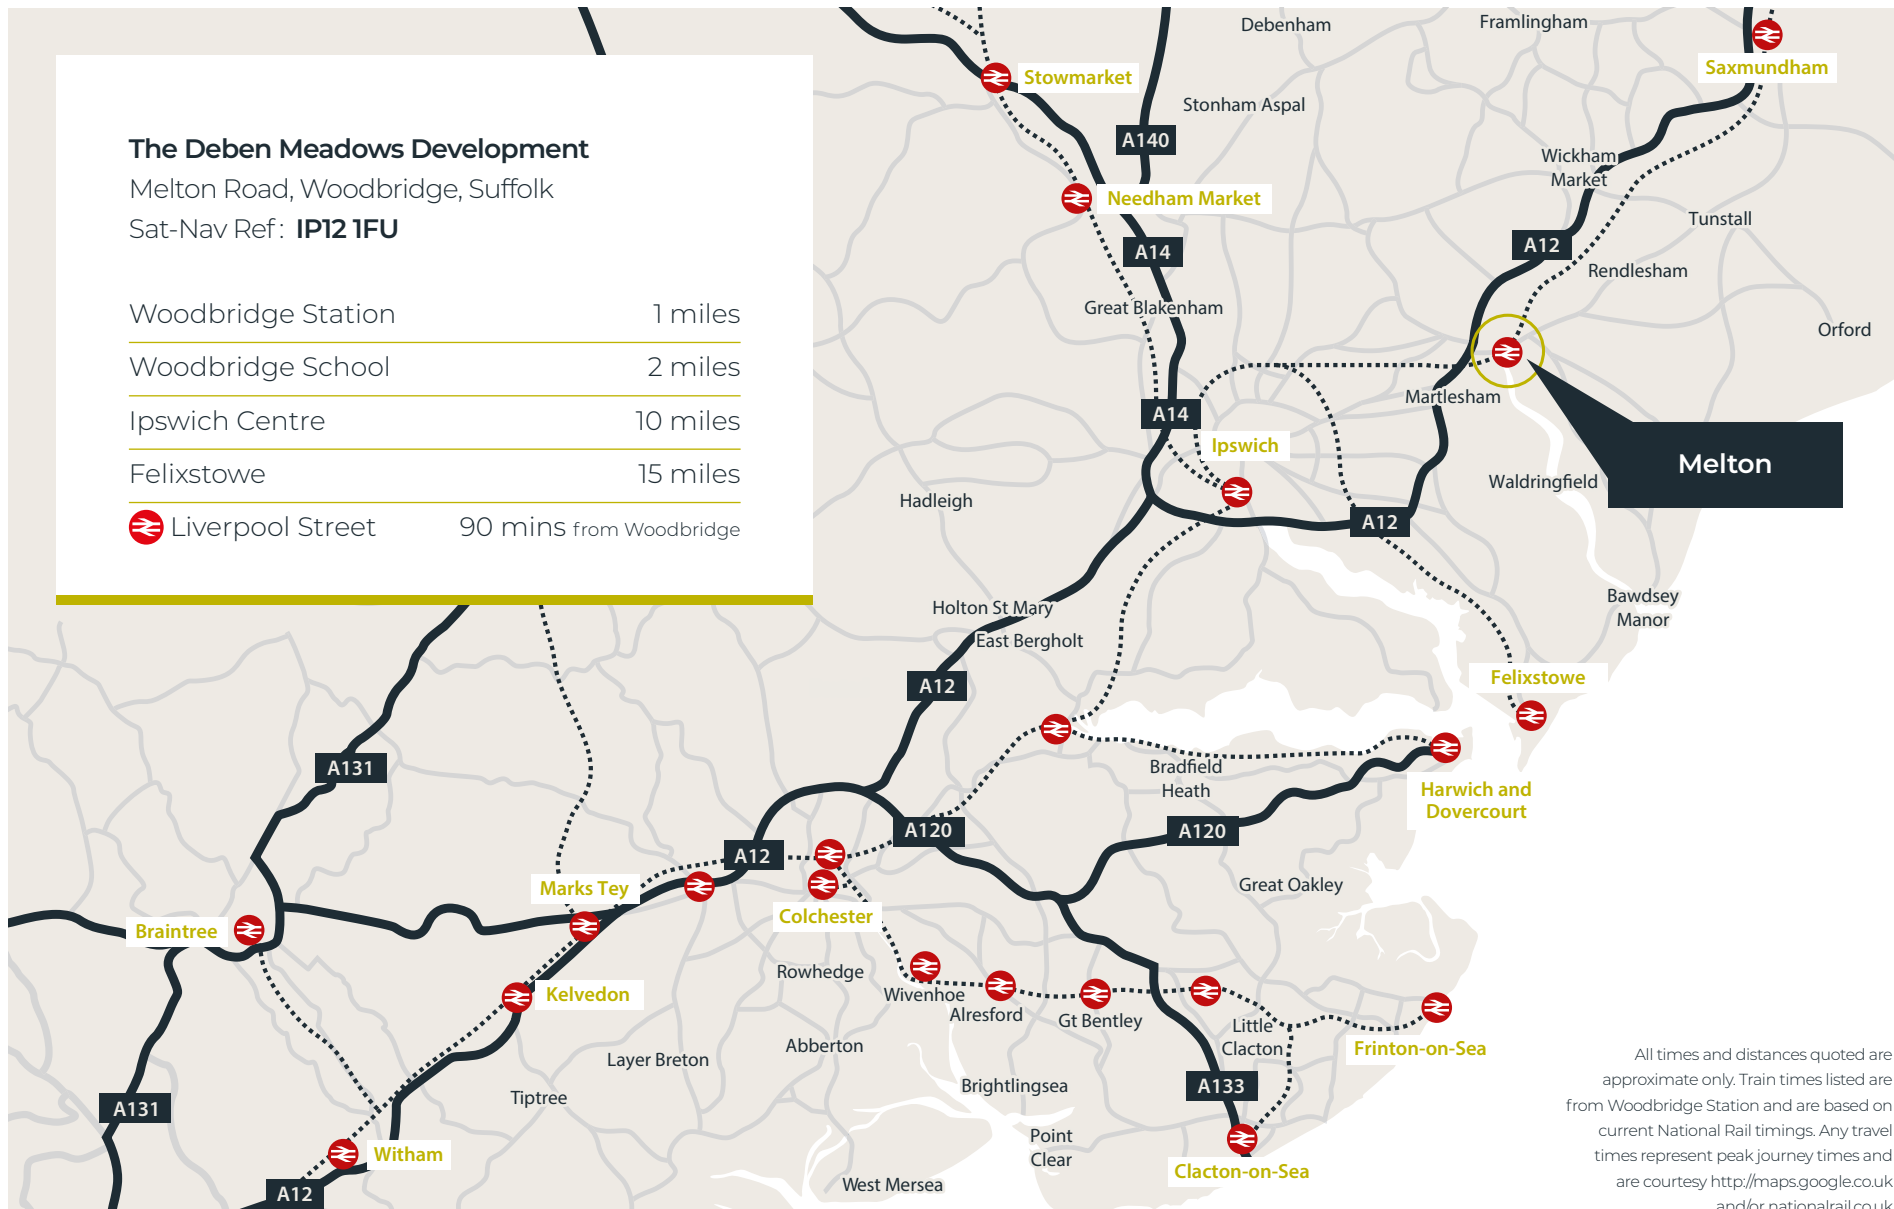 The Deben Meadows Development
Melton Road, Woodbridge, Suffolk
Sat-Nav Ref: IP12 1FU
Woodbridge Station 1 miles
Woodbridge School 2 miles
Ipswich Centre 10 miles
Felixstowe 15 miles
Liverpool Street 90 mins from Woodbridge
Debenham
Framlingham
Saxmundham
Stowmarket
Stonham Aspal
A140
Wickham
Market
Needham Market
Tunstall
A14
A12
Rendlesham
Great Blakenham
Orford
Martlesham
A14
Ipswich
Melton
Waldringfield
Hadleigh
A12
Bawdsey
Manor
Holton St Mary
East Bergholt
Felixstowe
A12
A131
Bradfield
Heath
Harwich and
Dovercourt
A120
A120
A12
Marks Tey
Great Oakley
Colchester
Braintree
Rowhedge
Kelvedon
Wivenhoe
Alresford
Gt Bentley
Little
Clacton
Frinton-on-Sea
Abberton
Layer Breton
Brightlingsea
A133
Tiptree
A131
Point
Clear
Witham
Clacton-on-Sea
West Mersea
A12
All times and distances quoted are
approximate only. Train times listed are
from Woodbridge Station and are based on
current National Rail timings. Any travel
times represent peak journey times and
are courtesy http://maps.google.co.uk
and/or nationalrail.co.uk